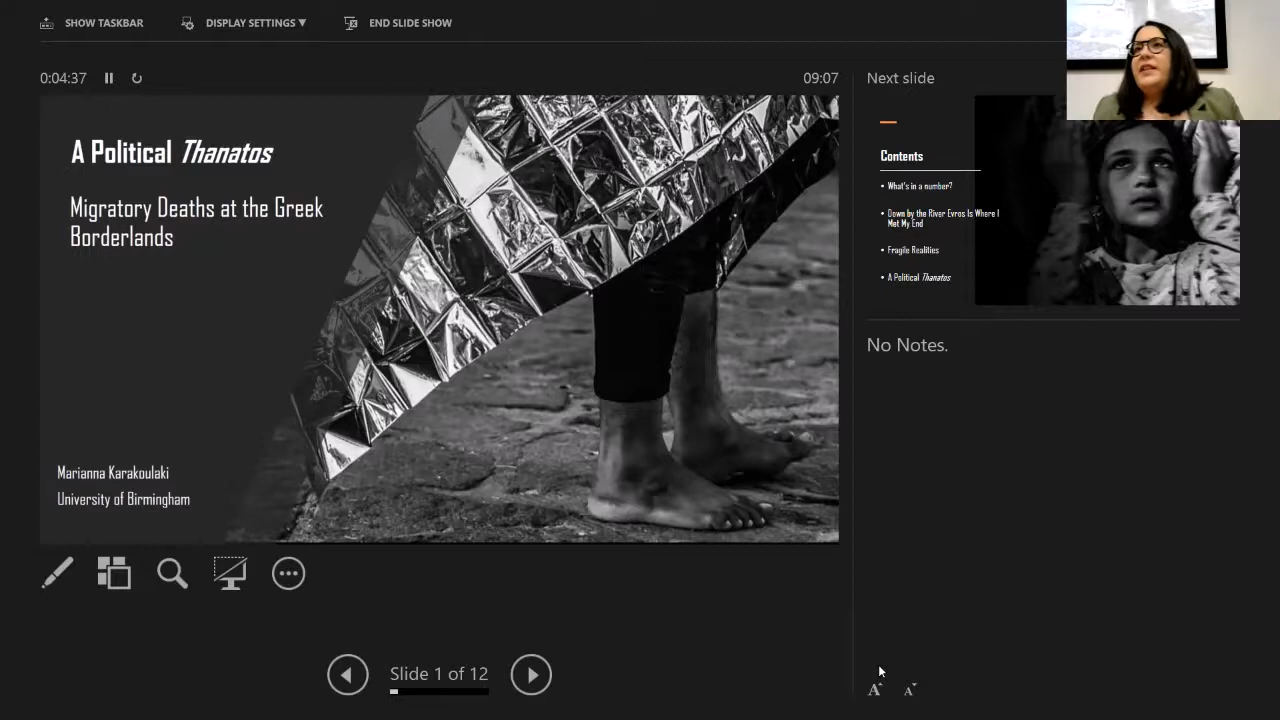 SHOW TASKBAR
DISPLAY SETTINGS ▼
END SLIDE SHOW
0:04:37
09:07
Next slide
A Political Thanatos
Migratory Deaths at the Greek
Borderlands
Marianna Karakoulaki
University of Birmingham
Contents
• What's in a number?
• Down by the River Evros Is Where I
Met My End
• Fragile Realities
• A Political Thanatos
No Notes.
Slide 1 of 12
A
A